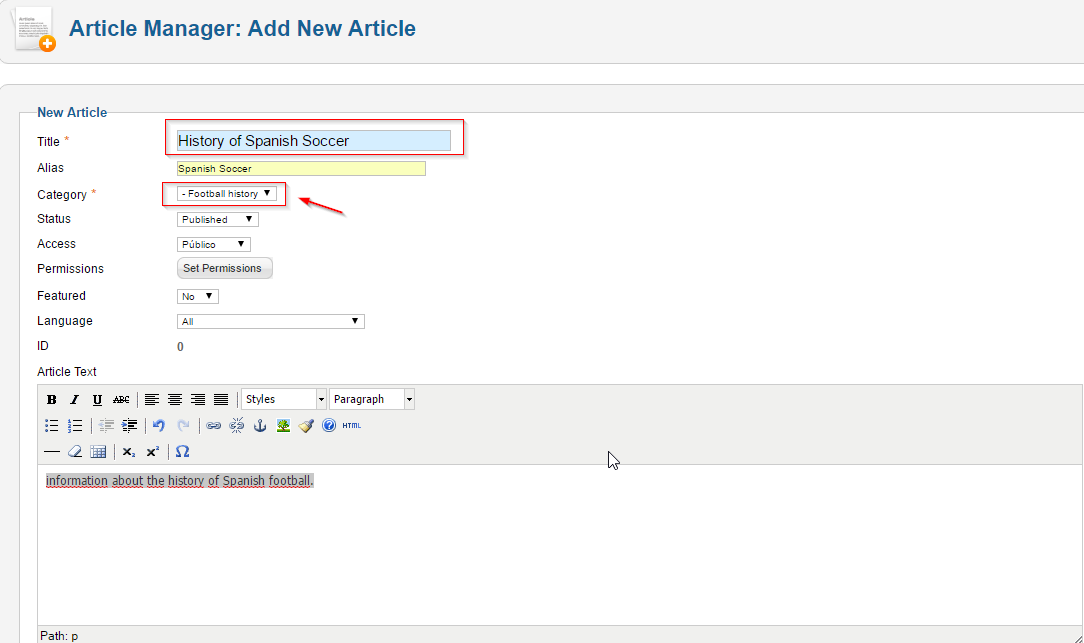 Article Manager: Add New Article
New Article
Title *
History of Spanish Soccer
Alias
Spanish Soccer
Category *
- Football history
Status
Published
Access
Público
Permissions
Set Permissions
Featured
No
Language
All
ID
0
Article Text
B I U ABC Styles Paragraph
HTML
x₂ x² Ω
information about the history of Spanish football.
Path: p